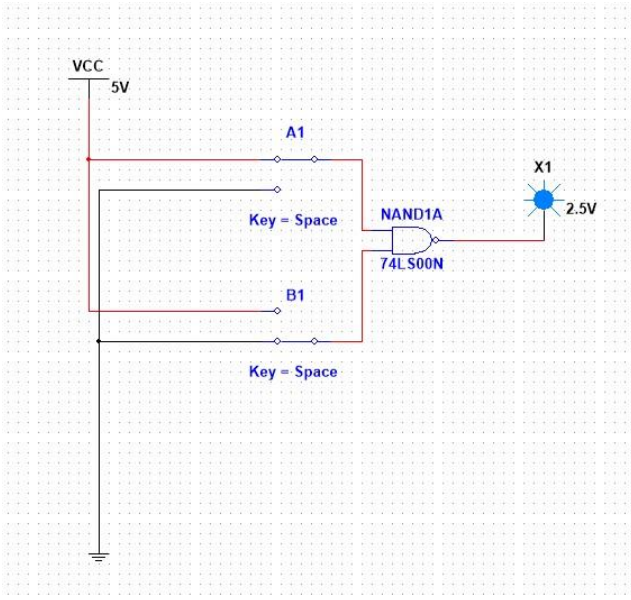 VCC
5V
A1
X1
2.5V
Key = Space
NAND1A
74LS00N
B1
Key = Space